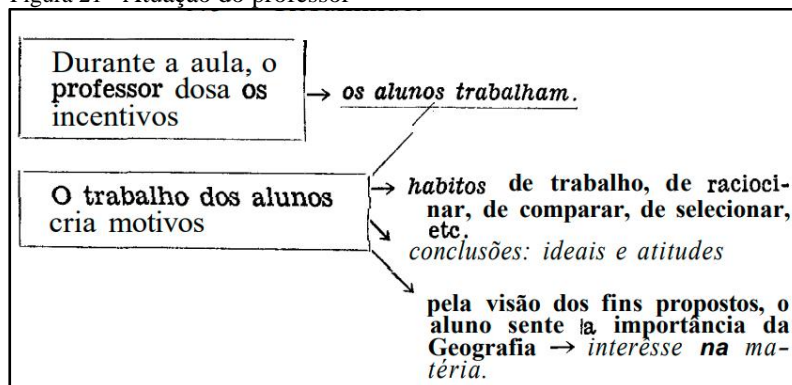 Figura 21 - Atuação do professor
Durante a aula, o
professor dosa os
incentivos
→ os alunos trabalham.
O trabalho dos alunos
cria motivos
→ habitos de trabalho, de racioci-
nar, de comparar, de selecionar,
etc.
conclusões: ideais e atitudes
pela visão dos fins propostos, o
aluno sente a importância da
Geografia → interêsse na ma-
téria.